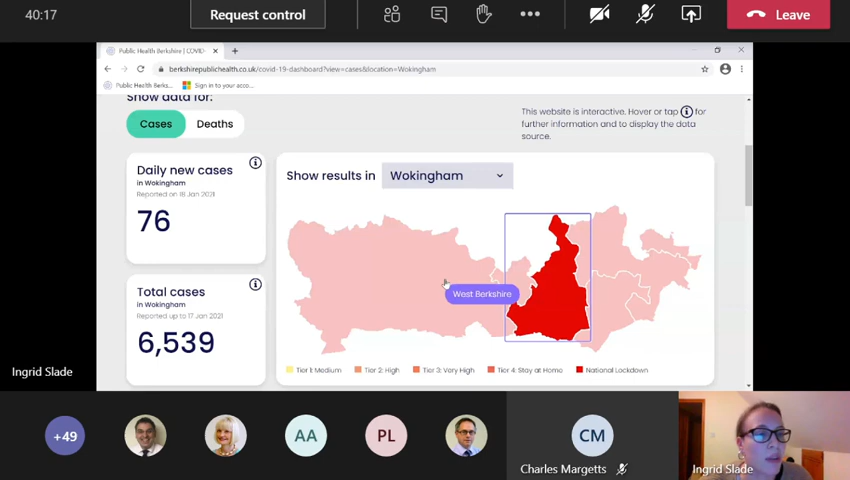 40:17
Request control
Leave
Public Health Berkshire | COVID-
berkshirepublichealth.co.uk/covid-19-dashboard?view=cases&location=Wokingham
Public Health Berks...
Sign in to your acco...
Show data for:
Cases
Deaths
This website is interactive. Hover or tap i for
further information and to display the data
source.
Daily new cases
in Wokingham
Reported on 18 Jan 2021
76
Show results in
Wokingham
West Berkshire
Total cases
in Wokingham
Reported up to 17 Jan 2021
6,539
Tier 1: Medium
Tier 2: High
Tier 3: Very High
Tier 4: Stay at Home
National Lockdown
Ingrid Slade
+49
AA
PL
CM
Charles Margetts
Ingrid Slade